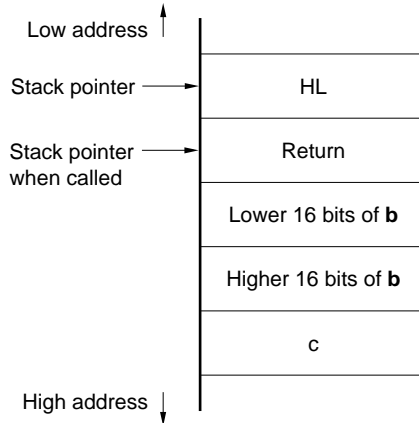 Low address
Stack pointer
HL
Stack pointer
when called
Return
Lower 16 bits of b
Higher 16 bits of b
c
High address